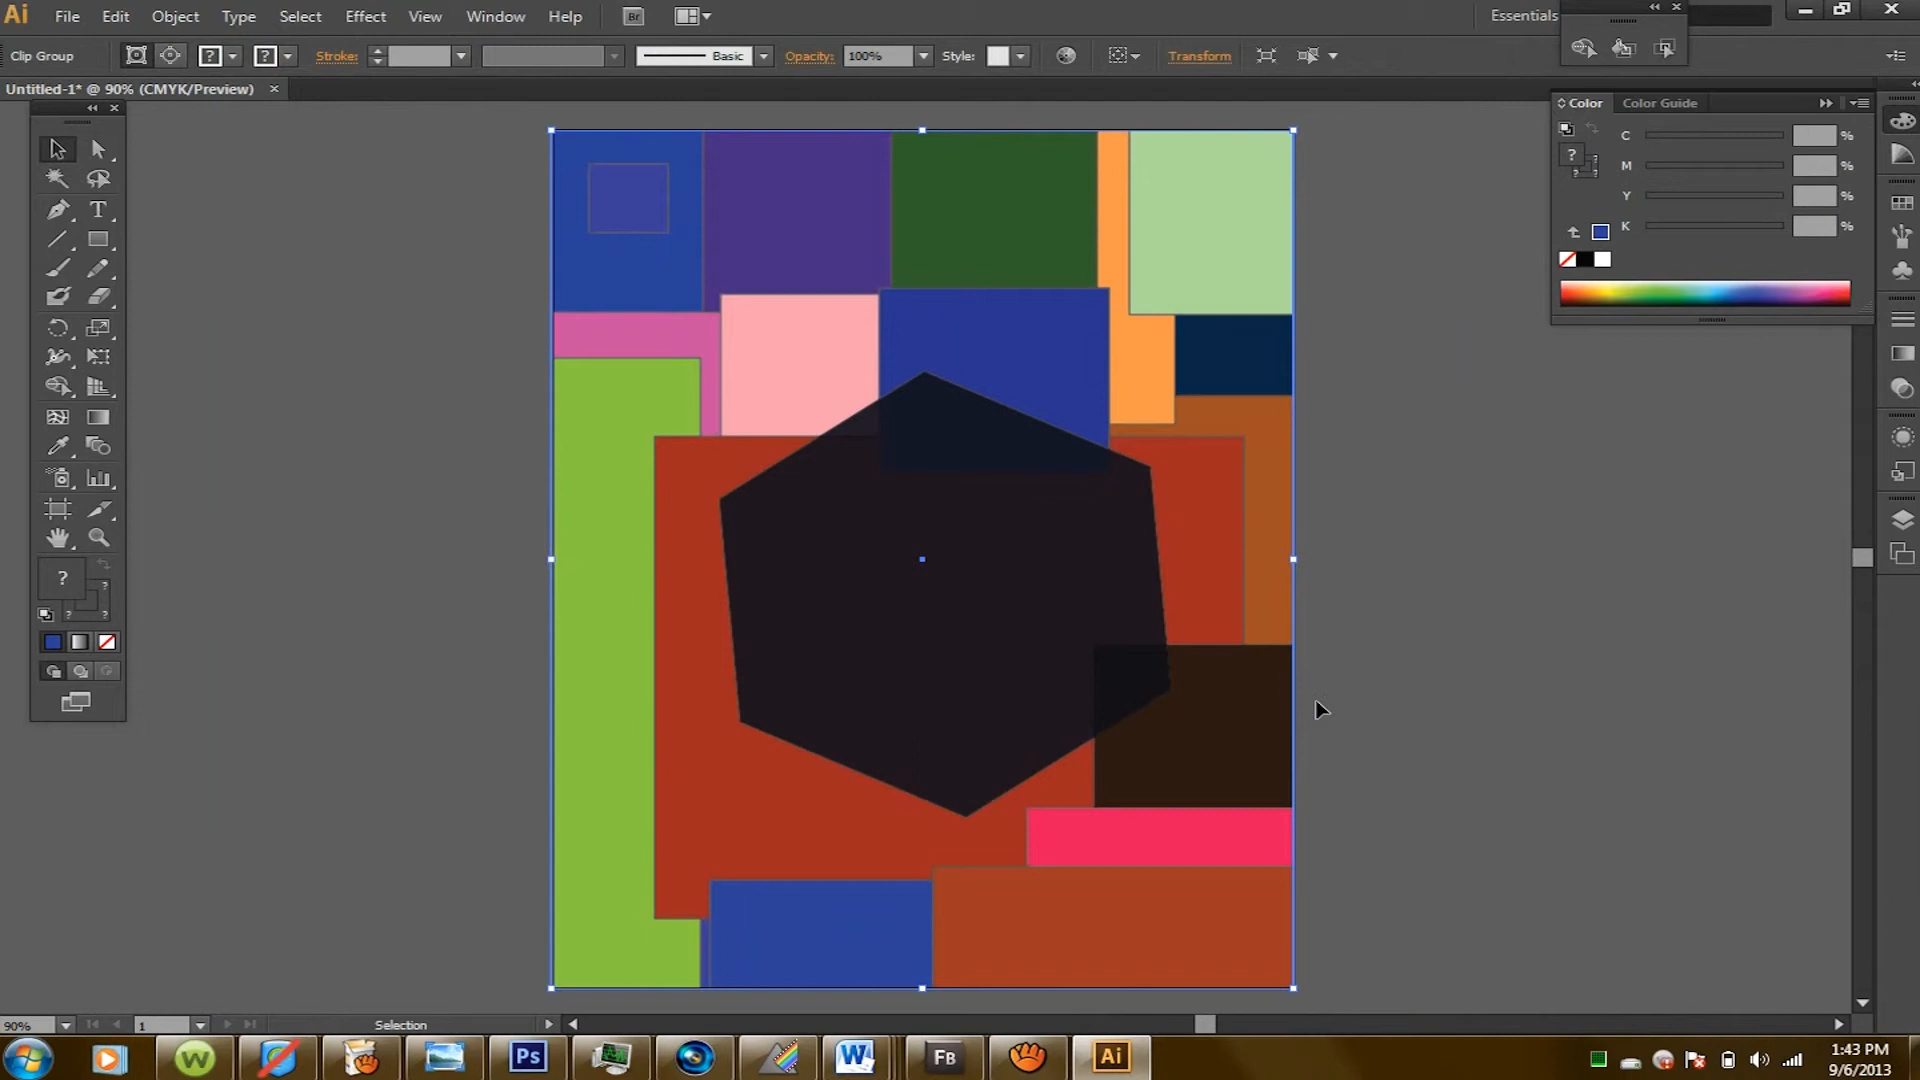 Ai File Edit Object Type Select Effect View Window Help Br Essentials
Clip Group ? ? Stroke: Basic Opacity: 100% Style: Transform
Untitled-1* @ 90% (CMYK/Preview) ×
Color Color Guide
C %
M %
Y %
K %
?
T
?
90% 1 Selection
Ps W FB Ai
1:43 PM
9/6/2013